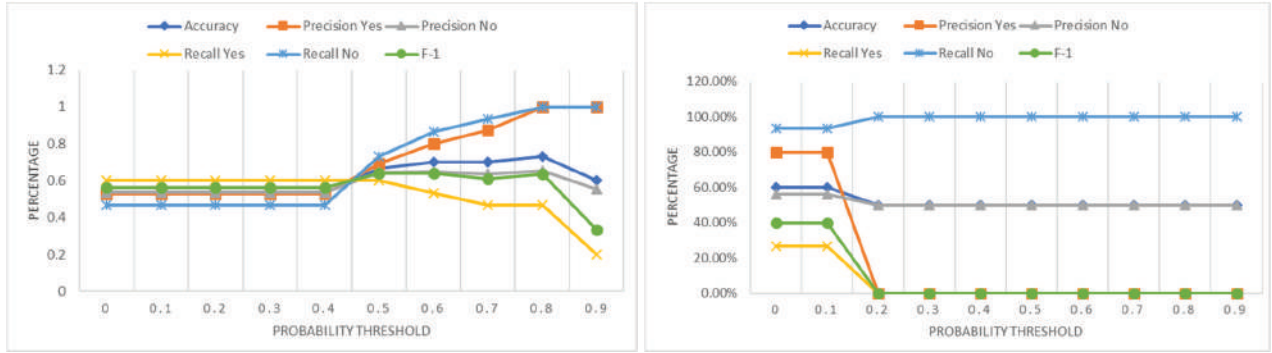 Accuracy Precision Yes Precision No
Recall Yes Recall No F-1
1.2
1
0.8
0.6
0.4
0.2
0
PERCENTAGE
0 0.1 0.2 0.3 0.4 0.5 0.6 0.7 0.8 0.9
PROBABILITY THRESHOLD
Accuracy Precision Yes Precision No
Recall Yes Recall No F-1
120.00%
100.00%
80.00%
60.00%
40.00%
20.00%
0.00%
PERCENTAGE
0 0.1 0.2 0.3 0.4 0.5 0.6 0.7 0.8 0.9
PROBABILITY THRESHOLD